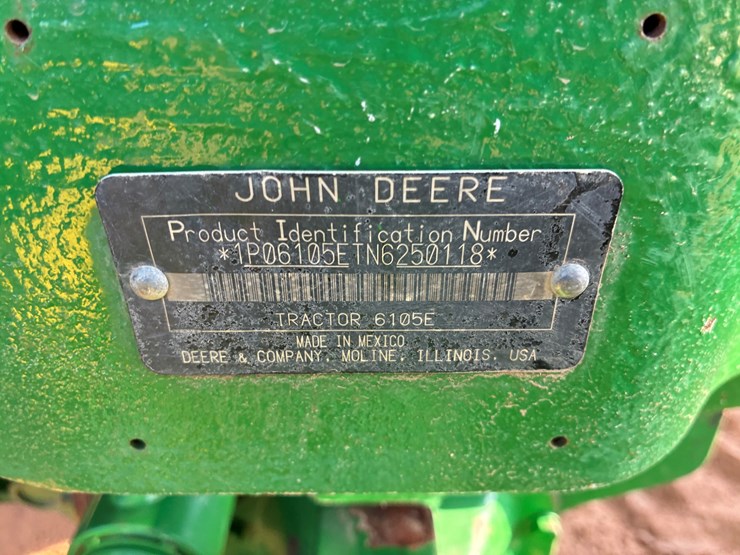 JOHN DEERE
Product Identification Number
*1P06105ETN6250118*
TRACTOR 6105E
MADE IN MEXICO
DEERE & COMPANY. MOLINE. ILLINOIS. USA